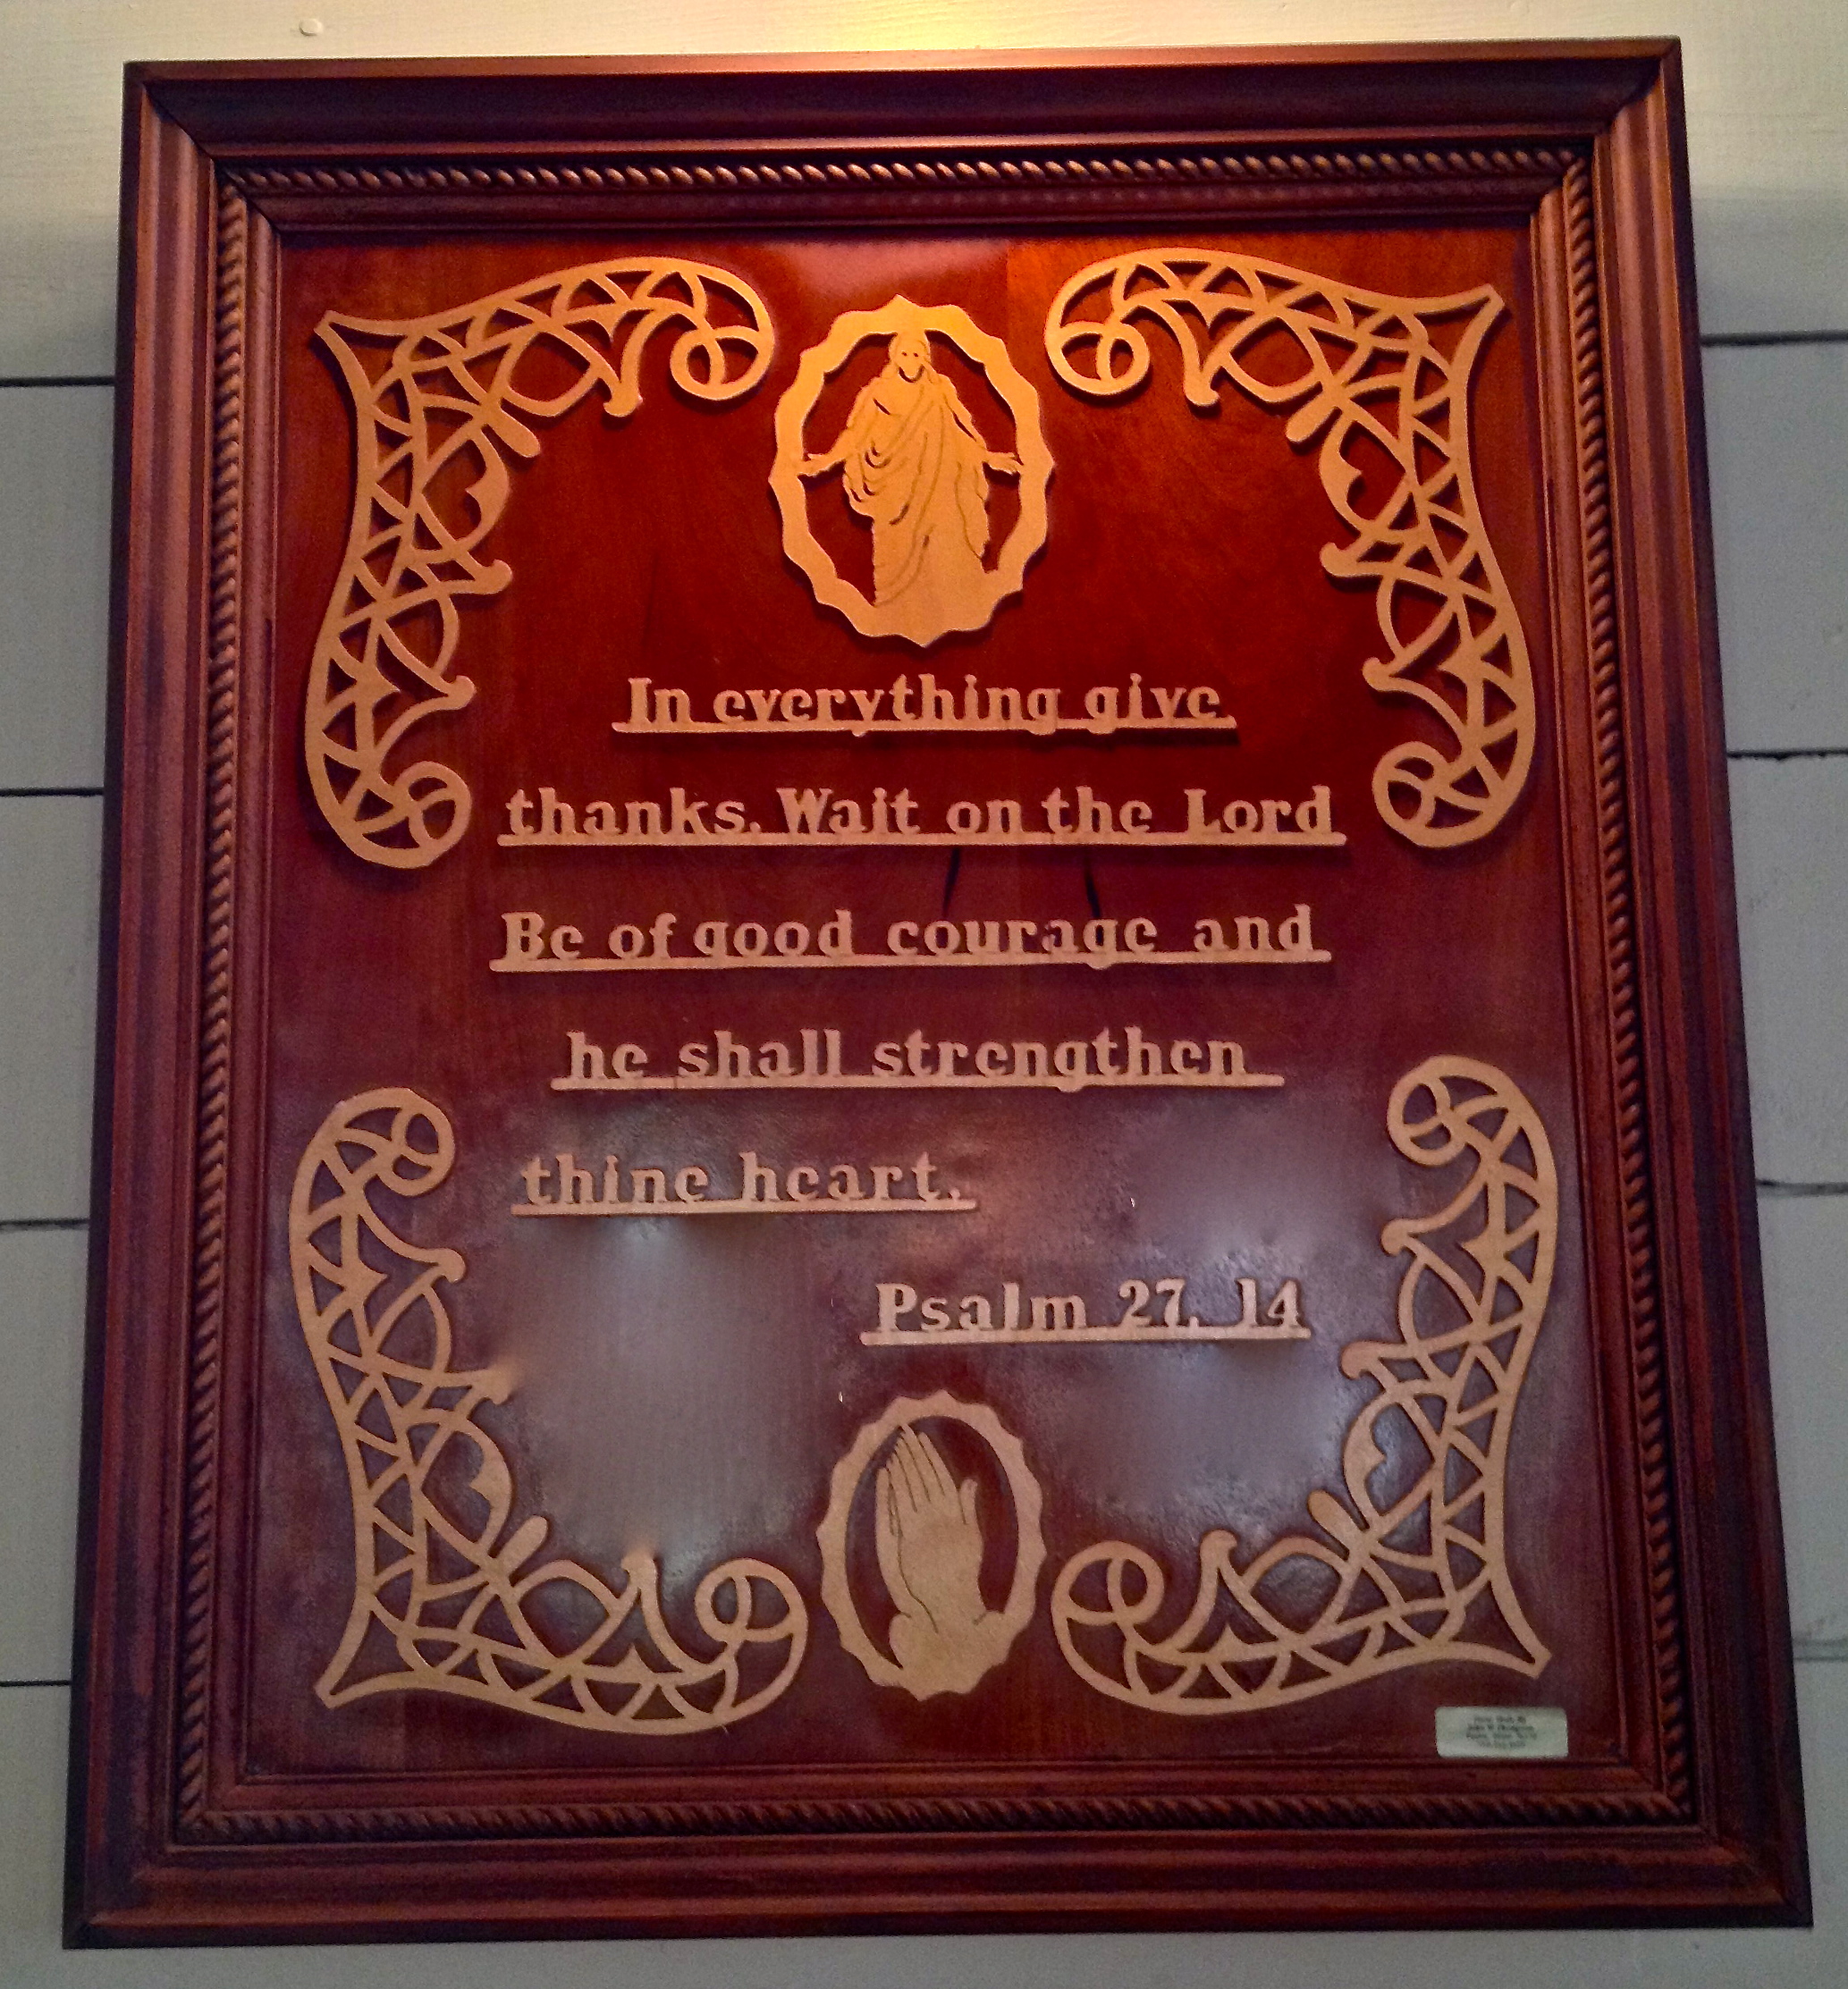 In everything give
thanks. Wait on the Lord
Be of good courage and
he shall strengthen
thine heart.
Psalm 27. 14